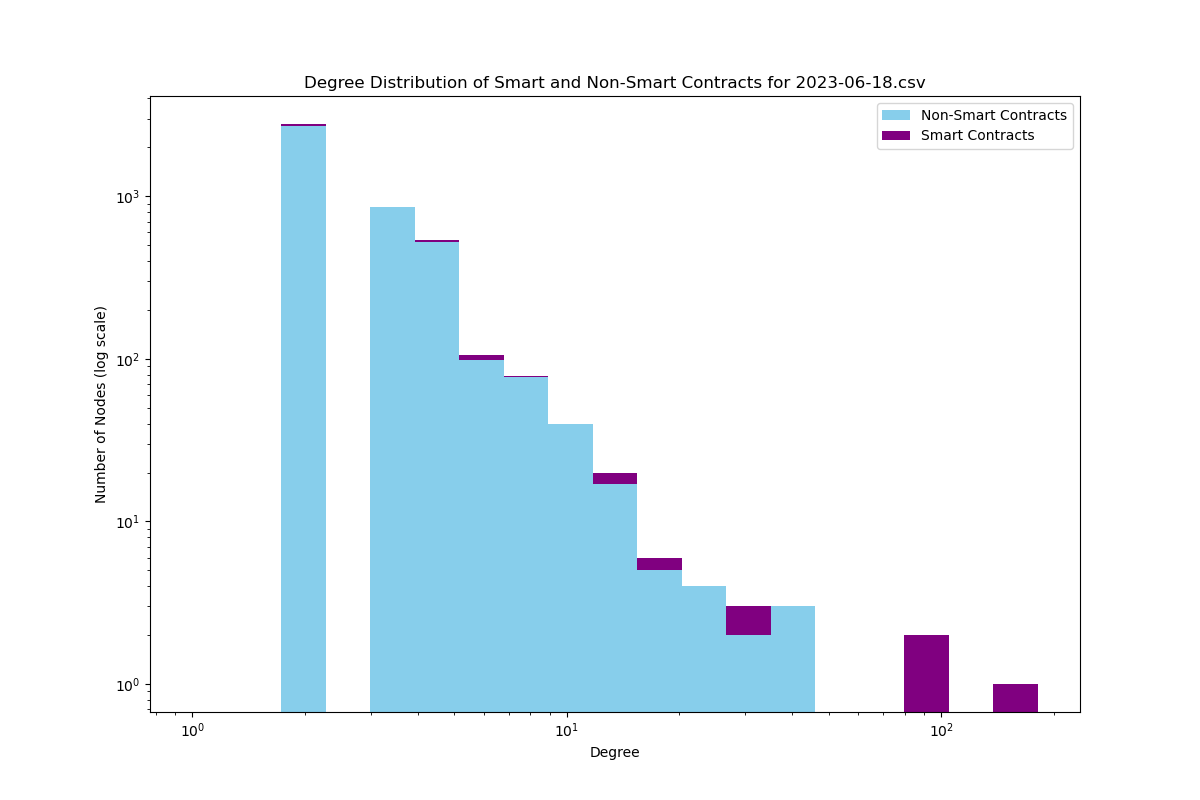 Degree Distribution of Smart and Non-Smart Contracts for 2023-06-18.csv
Non-Smart Contracts
Smart Contracts
Number of Nodes (log scale)
10³
10²
10¹
10⁰
10⁰ 10¹ 10²
Degree